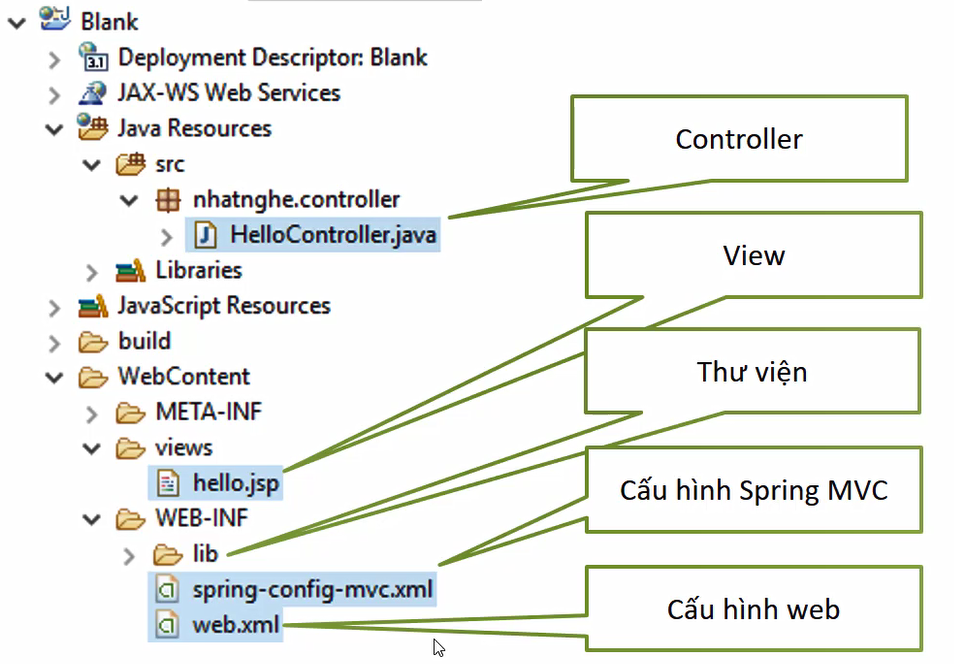 Blank
Deployment Descriptor: Blank
JAX-WS Web Services
Java Resources
src
nhatnghe.controller
HelloController.java
Libraries
JavaScript Resources
build
WebContent
META-INF
views
hello.jsp
WEB-INF
lib
spring-config-mvc.xml
web.xml
Controller
View
Thư viện
Cấu hình Spring MVC
Cấu hình web